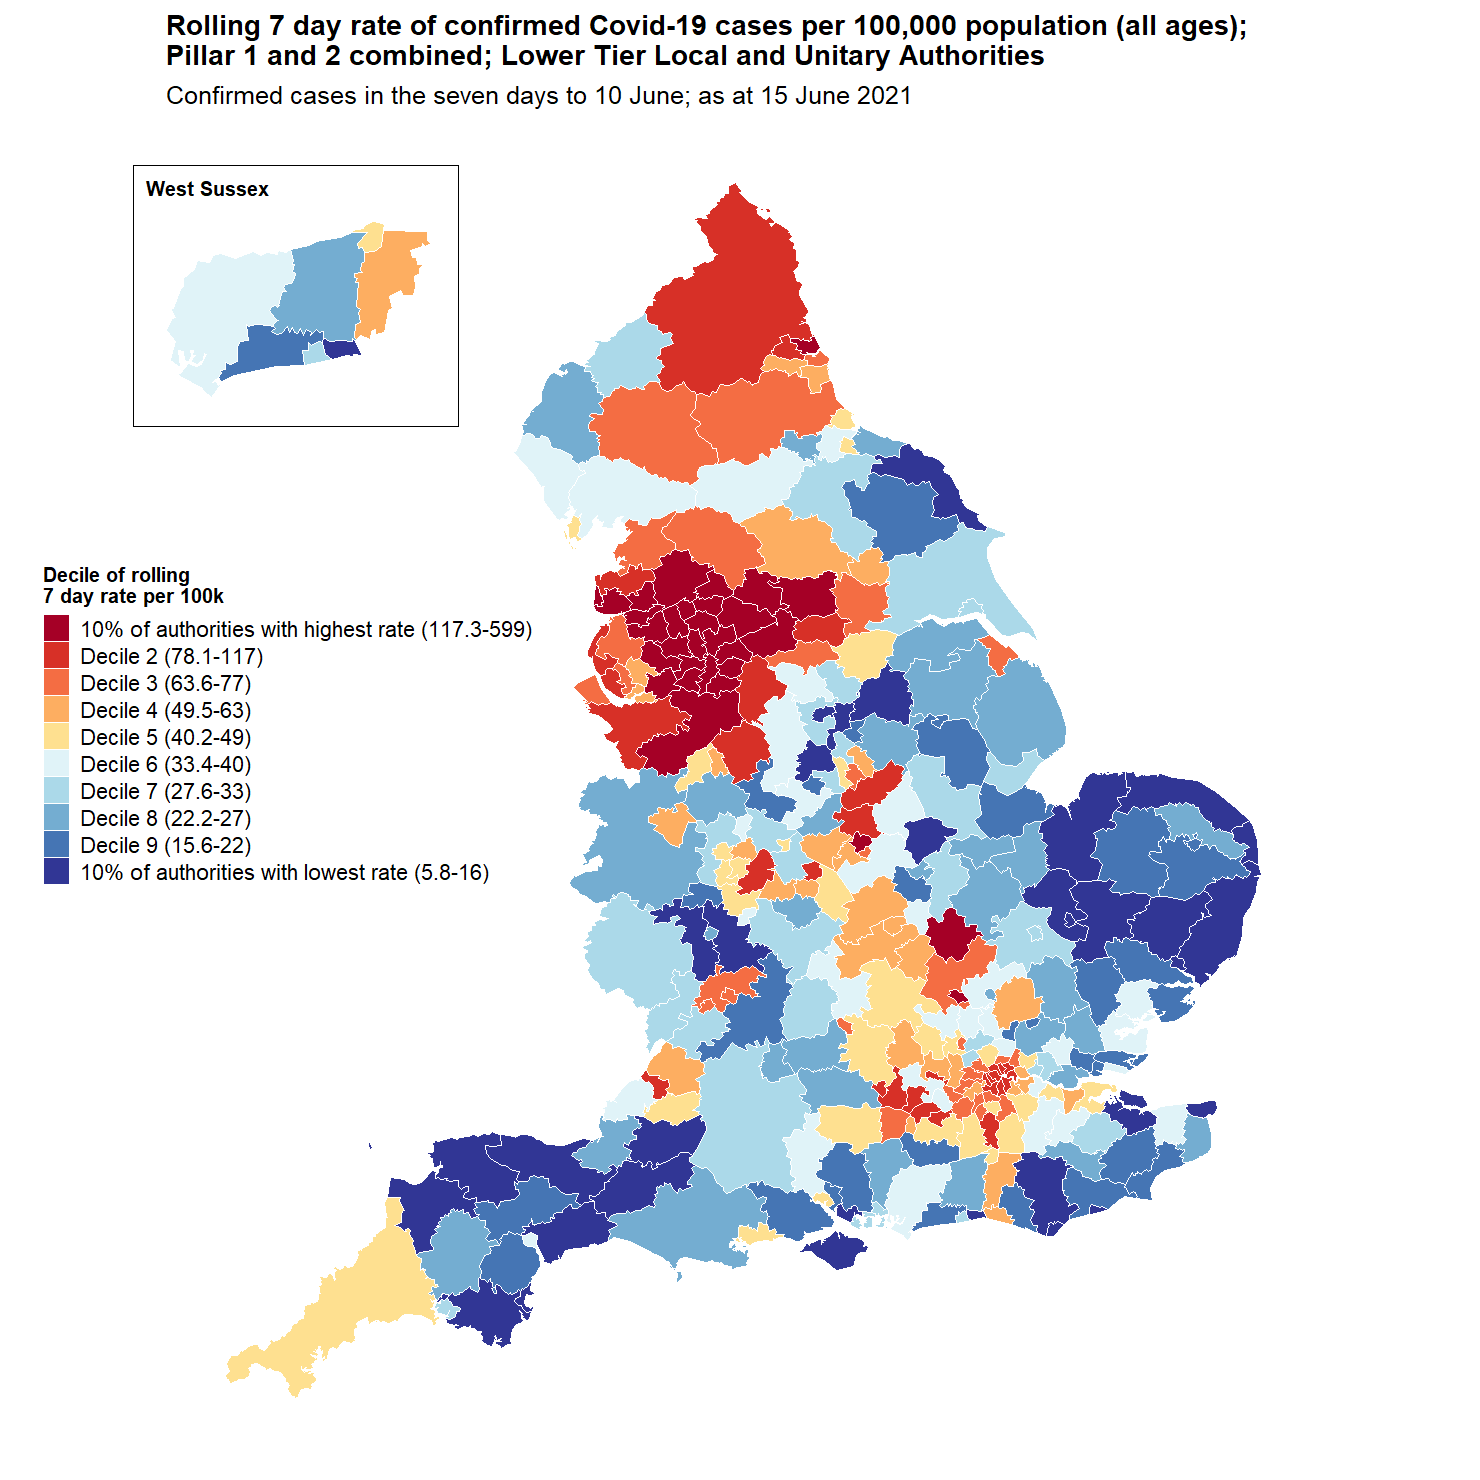 Rolling 7 day rate of confirmed Covid-19 cases per 100,000 population (all ages);
Pillar 1 and 2 combined; Lower Tier Local and Unitary Authorities
Confirmed cases in the seven days to 10 June; as at 15 June 2021
West Sussex
Decile of rolling
7 day rate per 100k
10% of authorities with highest rate (117.3-599)
Decile 2 (78.1-117)
Decile 3 (63.6-77)
Decile 4 (49.5-63)
Decile 5 (40.2-49)
Decile 6 (33.4-40)
Decile 7 (27.6-33)
Decile 8 (22.2-27)
Decile 9 (15.6-22)
10% of authorities with lowest rate (5.8-16)